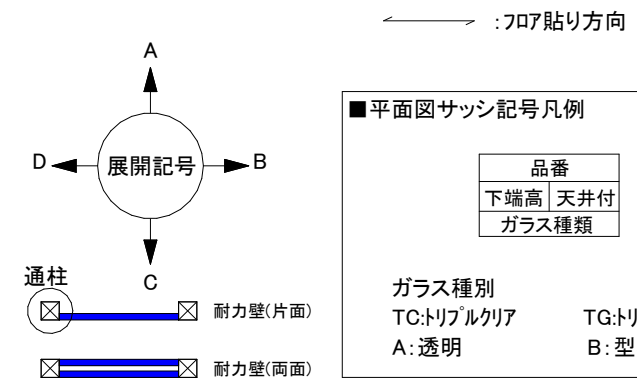 :フロア貼り方向
A
D
展開記号
B
C
通柱
耐力壁(片面)
耐力壁(両面)
■平面図サッシ記号凡例
品番
下端高 天井付
ガラス種類
ガラス種別
TC:トリプルクリア TG:トリ
A:透明 B:型